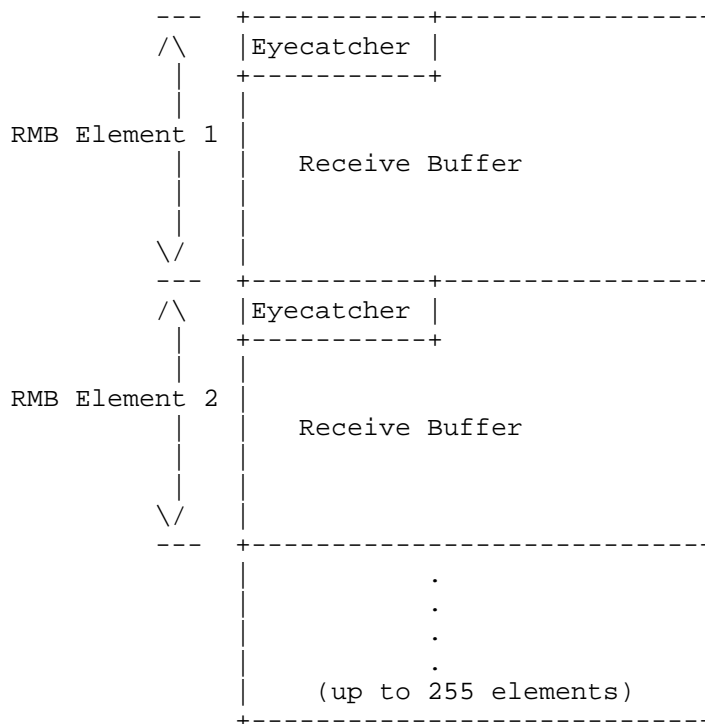 Eyecatcher
RMB Element 1
Receive Buffer
Eyecatcher
RMB Element 2
Receive Buffer
.
.
.
.
(up to 255 elements)